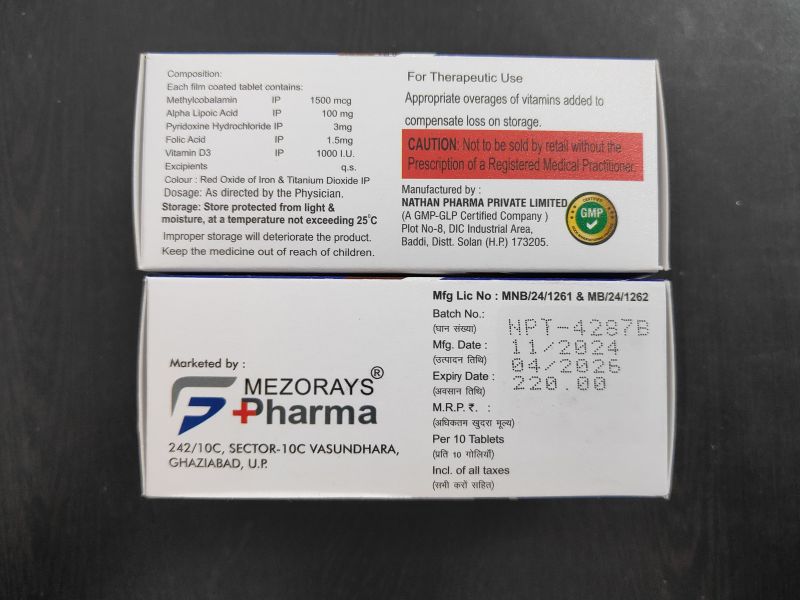 Composition:
Each film coated tablet contains:
Methylcobalamin IP 1500 mcg
Alpha Lipoic Acid IP 100 mg
Pyridoxine Hydrochloride IP 3mg
Folic Acid IP 1.5mg
Vitamin D3 IP 1000 I.U.
Excipients q.s.
Colour : Red Oxide of Iron & Titanium Dioxide IP
Dosage: As directed by the Physician.
Storage: Store protected from light &
moisture, at a temperature not exceeding 25°C
Improper storage will deteriorate the product.
Keep the medicine out of reach of children.
For Therapeutic Use
Appropriate overages of vitamins added to
compensate loss on storage.
CAUTION: Not to be sold by retail without the
Prescription of a Registered Medical Practitioner.
Manufactured by :
NATHAN PHARMA PRIVATE LIMITED
(A GMP-GLP Certified Company )
Plot No-8, DIC Industrial Area,
Baddi, Distt. Solan (H.P.) 173205.
CERTIFIED
GMP
Marketed by :
MEZORAYS®
Pharma
242/10C, SECTOR-10C VASUNDHARA,
GHAZIABAD, U.P.
Mfg Lic No : MNB/24/1261 & MB/24/1262
Batch No.: NPT-4287B
(घान संख्या)
Mfg. Date : 11/2024
(उत्पादन तिथि) 04/2026
Expiry Date : 220.00
(अवसान तिथि)
M.R.P. ₹. :
(अधिकतम खुदरा मूल्य)
Per 10 Tablets
(प्रति 10 गोलियाँ)
Incl. of all taxes
(सभी करों सहित)